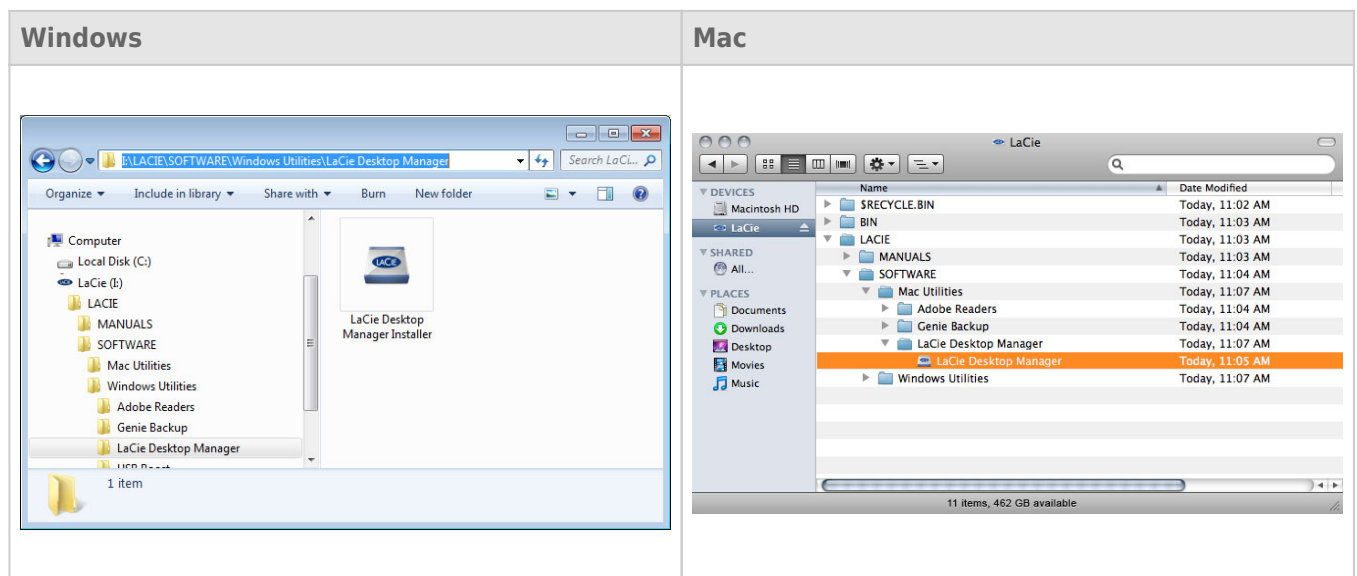 Windows
Mac
I:\LACIE\SOFTWARE\Windows Utilities\LaCie Desktop Manager
Search LaCi...
Organize Include in library Share with Burn New folder
Computer
Local Disk (C:)
LaCie (I:)
LACIE
MANUALS
SOFTWARE
Mac Utilities
Windows Utilities
Adobe Readers
Genie Backup
LaCie Desktop Manager
USB Boost
LACIE
LaCie Desktop
Manager Installer
1 item
LaCie
DEVICES
Macintosh HD
LaCie
SHARED
All...
PLACES
Documents
Downloads
Desktop
Movies
Music
Name Date Modified
$RECYCLE.BIN Today, 11:02 AM
BIN Today, 11:03 AM
LACIE Today, 11:03 AM
MANUALS Today, 11:03 AM
SOFTWARE Today, 11:04 AM
Mac Utilities Today, 11:07 AM
Adobe Readers Today, 11:04 AM
Genie Backup Today, 11:04 AM
LaCie Desktop Manager Today, 11:07 AM
LaCie Desktop Manager Today, 11:05 AM
Windows Utilities Today, 11:07 AM
11 items, 462 GB available